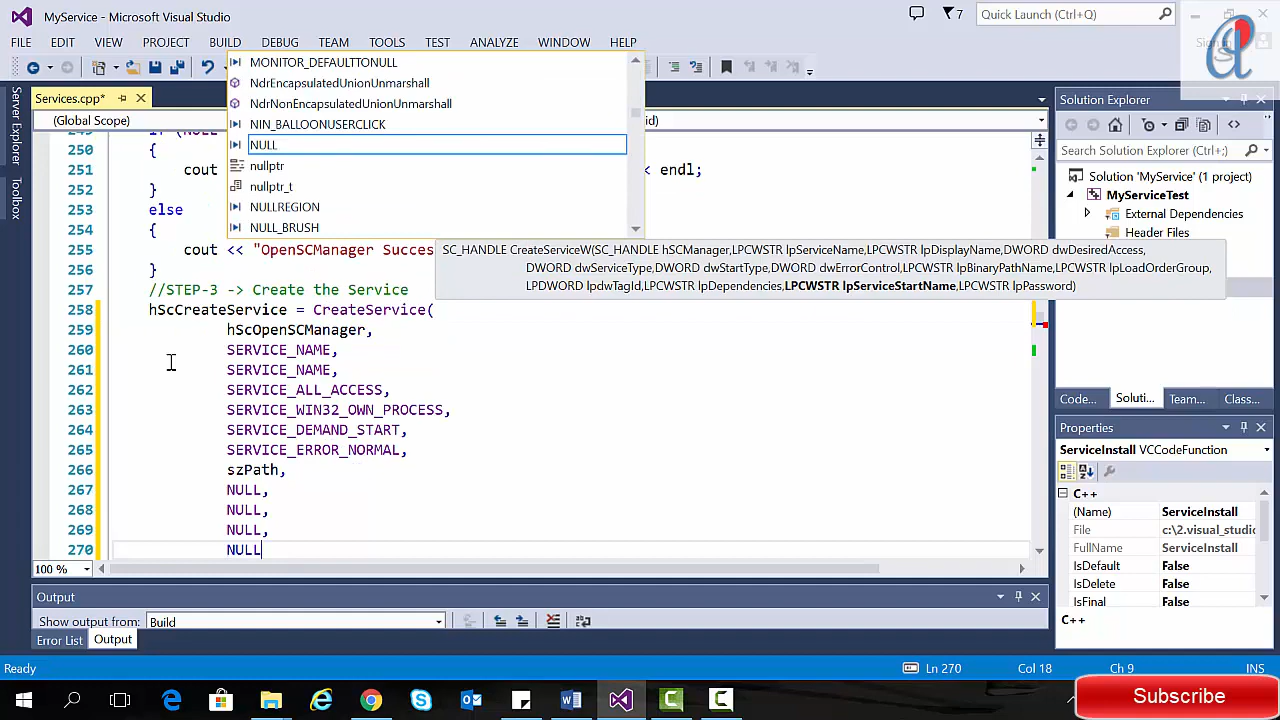 MyService - Microsoft Visual Studio
7
Quick Launch (Ctrl+Q)
FILE EDIT VIEW PROJECT BUILD DEBUG TEAM TOOLS TEST ANALYZE WINDOW HELP
MONITOR_DEFAULTTONULL
NdrEncapsulatedUnionUnmarshall
NdrNonEncapsulatedUnionUnmarshall
NIN_BALLOONUSERCLICK
NULL
nullptr
nullptr_t
NULLREGION
NULL_BRUSH
Server Explorer
Toolbox
Services.cpp*
(Global Scope)
id)
250 {
251 cout < endl;
252 }
253 else
254 {
255 cout << "OpenSCManager Succes
256 }
257 //STEP-3 -> Create the Service
258 hScCreateService = CreateService(
259 hScOpenSCManager,
260 SERVICE_NAME,
261 SERVICE_NAME,
262 SERVICE_ALL_ACCESS,
263 SERVICE_WIN32_OWN_PROCESS,
264 SERVICE_DEMAND_START,
265 SERVICE_ERROR_NORMAL,
266 szPath,
267 NULL,
268 NULL,
269 NULL,
270 NULL
SC_HANDLE CreateServiceW(SC_HANDLE hSCManager,LPCWSTR lpServiceName,LPCWSTR lpDisplayName,DWORD dwDesiredAccess,
DWORD dwServiceType,DWORD dwStartType,DWORD dwErrorControl,LPCWSTR lpBinaryPathName,LPCWSTR lpLoadOrderGroup,
LPDWORD lpdwTagId,LPCWSTR lpDependencies,LPCWSTR lpServiceStartName,LPCWSTR lpPassword)
100 %
Solution Explorer
Search Solution Explorer (Ctrl+;)
Solution 'MyService' (1 project)
MyServiceTest
External Dependencies
Header Files
Code... Soluti... Team... Class...
Properties
ServiceInstall VCCodeFunction
C++
(Name) ServiceInstall
File c:\2.visual_studio
FullName ServiceInstall
IsDefault False
IsDelete False
IsFinal False
C++
Output
Show output from: Build
Error List Output
Ready Ln 270 Col 18 Ch 9 INS
Subscribe